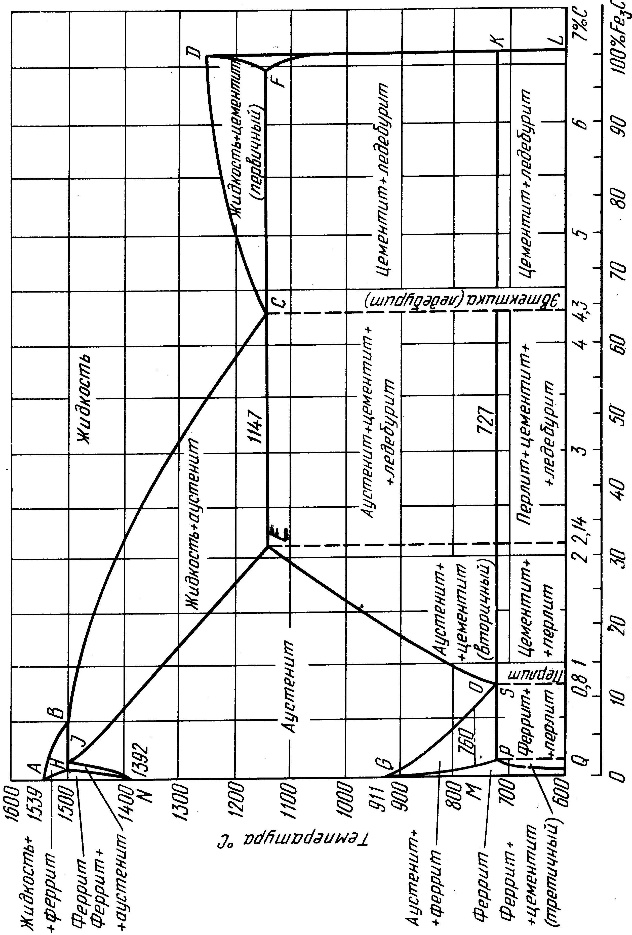 1600
1539
1500
1400
1392
1300
1200
1100
1000
911
900
800
700
600
Температура °С
A
H
B
J
N
D
F
C
E
G
M
O
S
P
Q
K
L
1147
727
760
Жидкость+
+феррит
Феррит
Феррит+
+аустенит
Аустенит+
+феррит
Феррит
Феррит+
+цементит
(третичный)
Жидкость
Жидкость+аустенит
Жидкость+цементит
(первичный)
Аустенит
Аустенит+
+цементит
(вторичный)
Аустенит+цементит+
+ледебурит
Цементит+ледебурит
Эвтектика (ледебурит)
Феррит+
+перлит
Перлит
Цементит+
+перлит
Перлит+цементит+
+ледебурит
Цементит+ледебурит
0,8 1 2 2,14 3 4 4,3 5 6 7%C
0 10 20 30 40 50 60 70 80 90 100%Fe3C